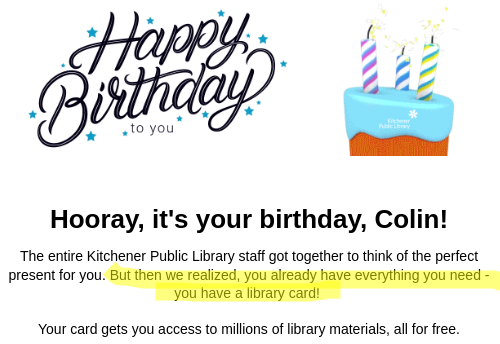 Happy
Birthday
to you
Kitchener
Public Library
Hooray, it's your birthday, Colin!
The entire Kitchener Public Library staff got together to think of the perfect
present for you. But then we realized, you already have everything you need -
you have a library card!
Your card gets you access to millions of library materials, all for free.